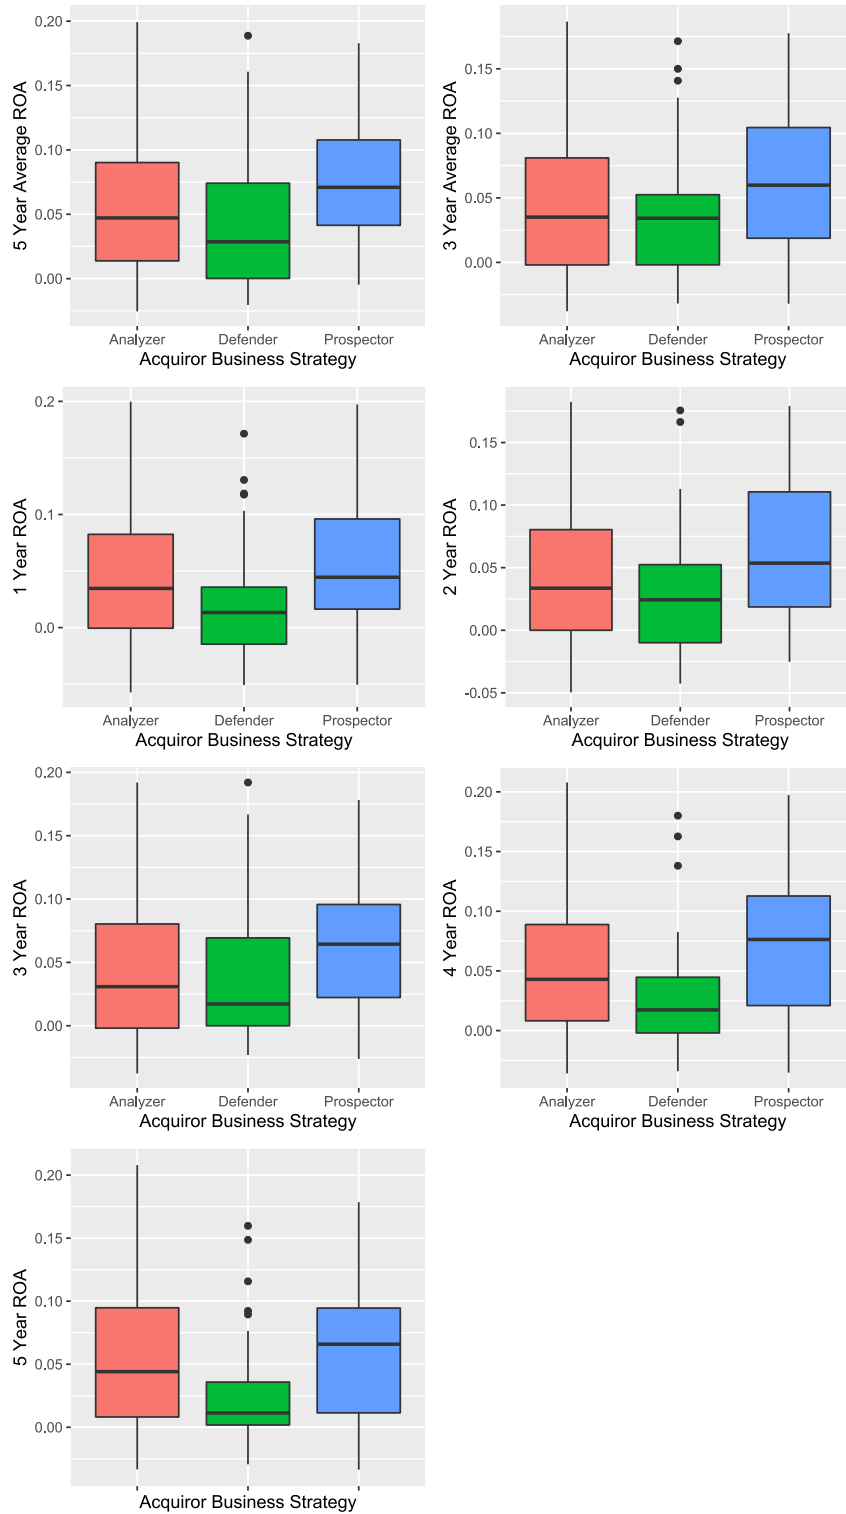 5 Year Average ROA
0.20
0.15
0.10
0.05
0.00
Analyzer Defender Prospector
Acquiror Business Strategy
3 Year Average ROA
0.15
0.10
0.05
0.00
Analyzer Defender Prospector
Acquiror Business Strategy
1 Year ROA
0.2
0.1
0.0
Analyzer Defender Prospector
Acquiror Business Strategy
2 Year ROA
0.15
0.10
0.05
0.00
-0.05
Analyzer Defender Prospector
Acquiror Business Strategy
3 Year ROA
0.20
0.15
0.10
0.05
0.00
Analyzer Defender Prospector
Acquiror Business Strategy
4 Year ROA
0.20
0.15
0.10
0.05
0.00
Analyzer Defender Prospector
Acquiror Business Strategy
5 Year ROA
0.20
0.15
0.10
0.05
0.00
Acquiror Business Strategy